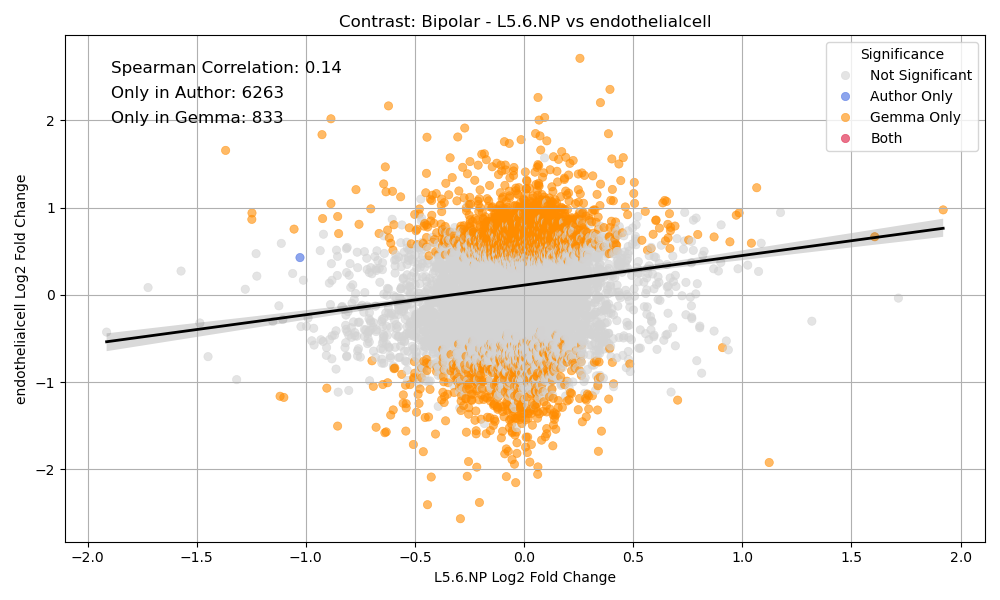 Contrast: Bipolar - L5.6.NP vs endothelialcell
Spearman Correlation: 0.14
Only in Author: 6263
Only in Gemma: 833
Significance
Not Significant
Author Only
Gemma Only
Both
endothelialcell Log2 Fold Change
2
1
0
−1
−2
−2.0
−1.5
−1.0
−0.5
0.0
0.5
1.0
1.5
2.0
L5.6.NP Log2 Fold Change